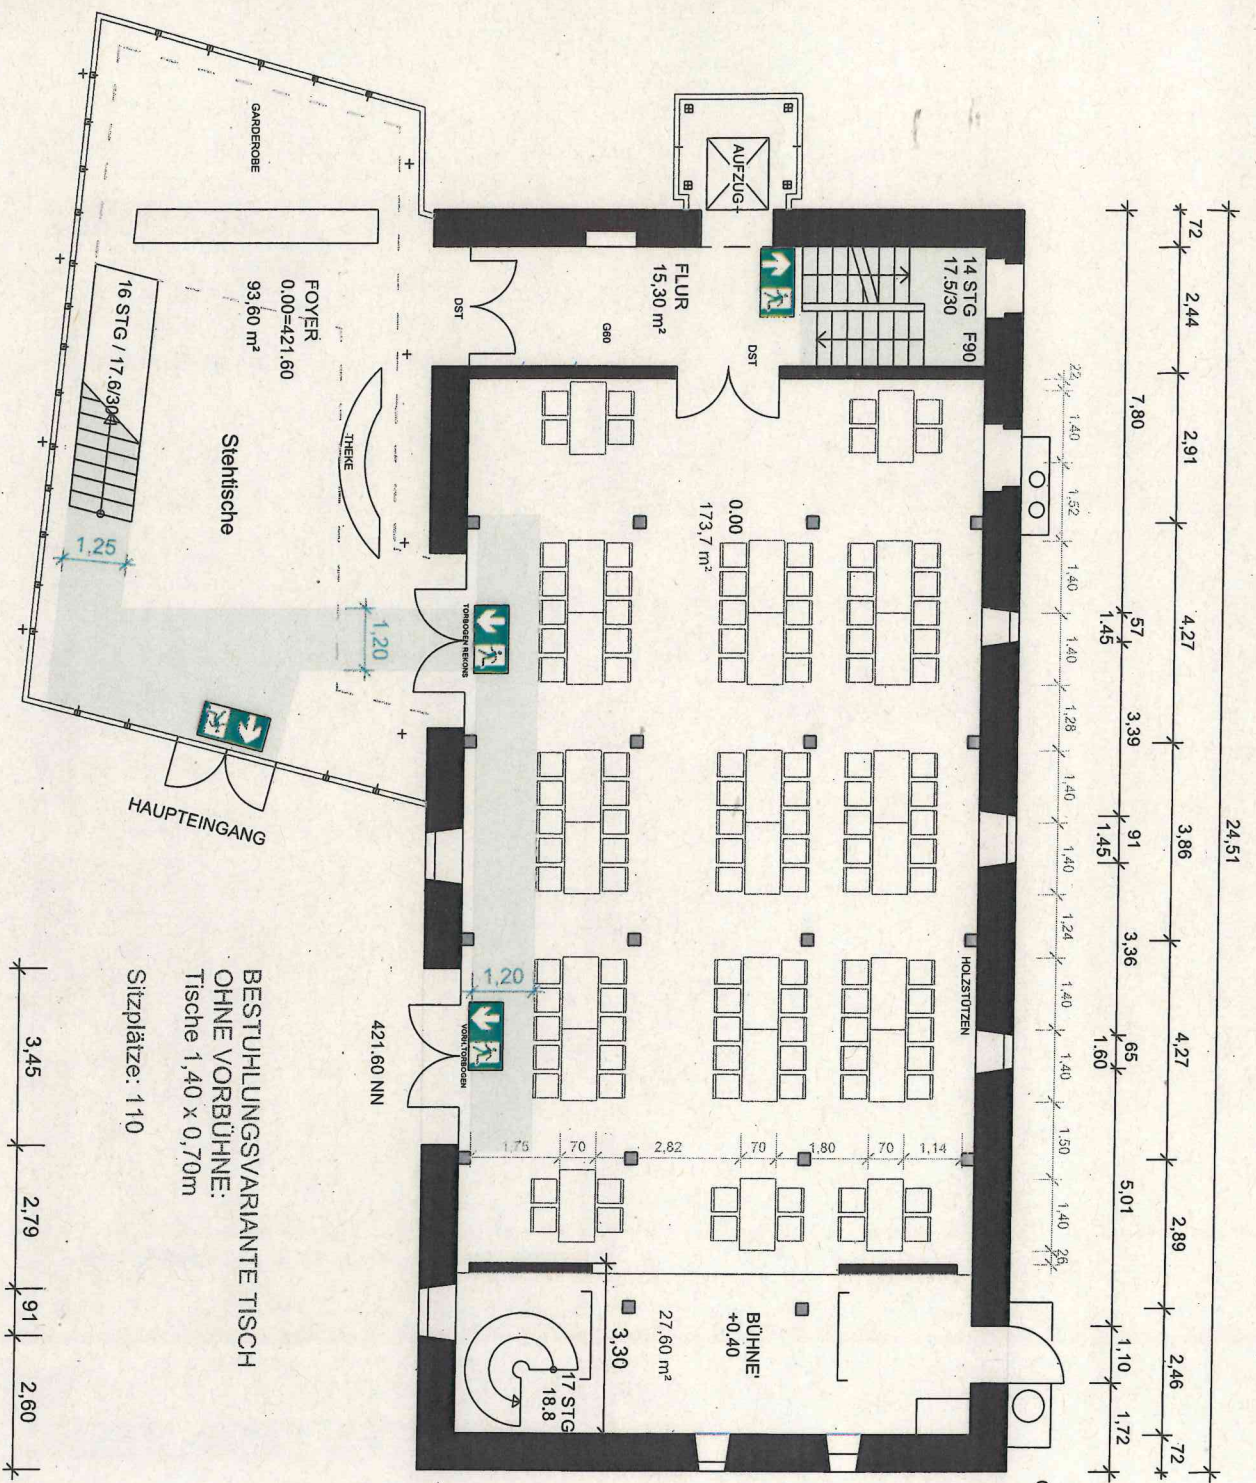 AUFZUG
GARDEROBE
FOYER
0.00=421.60
93,60 m²
16 STG / 17.6/30
THEKE
Stehtische
1,25
1,20
HAUPTEINGANG
DST
FLUR
15,30 m²
G60
DST
14 STG F90
17.5/30
0.00
173,7 m²
TORBOGEN REKONS
VORH.TORBOGEN
1,20
HOLZSTÜTZEN
421.60 NN
1,75
70
2,82
70
1,80
70
1,14
BÜHNE
+0.40
27,60 m²
3,30
17 STG
18.8
24,51
72
2,44
2,91
4,27
3,86
4,27
2,89
2,46
72
7,80
57
1.45
3,39
91
1.45
3,36
65
1.60
5,01
1,10
1,72
22
1.40
1,52
1,40
1,40
1,28
1,40
1,40
1,24
1,40
1,40
1.50
1,40
26
BESTUHLUNGSVARIANTE TISCH
OHNE VORBÜHNE:
Tische 1,40 x 0,70m
Sitzplätze: 110
3,45
2,79
91
2,60